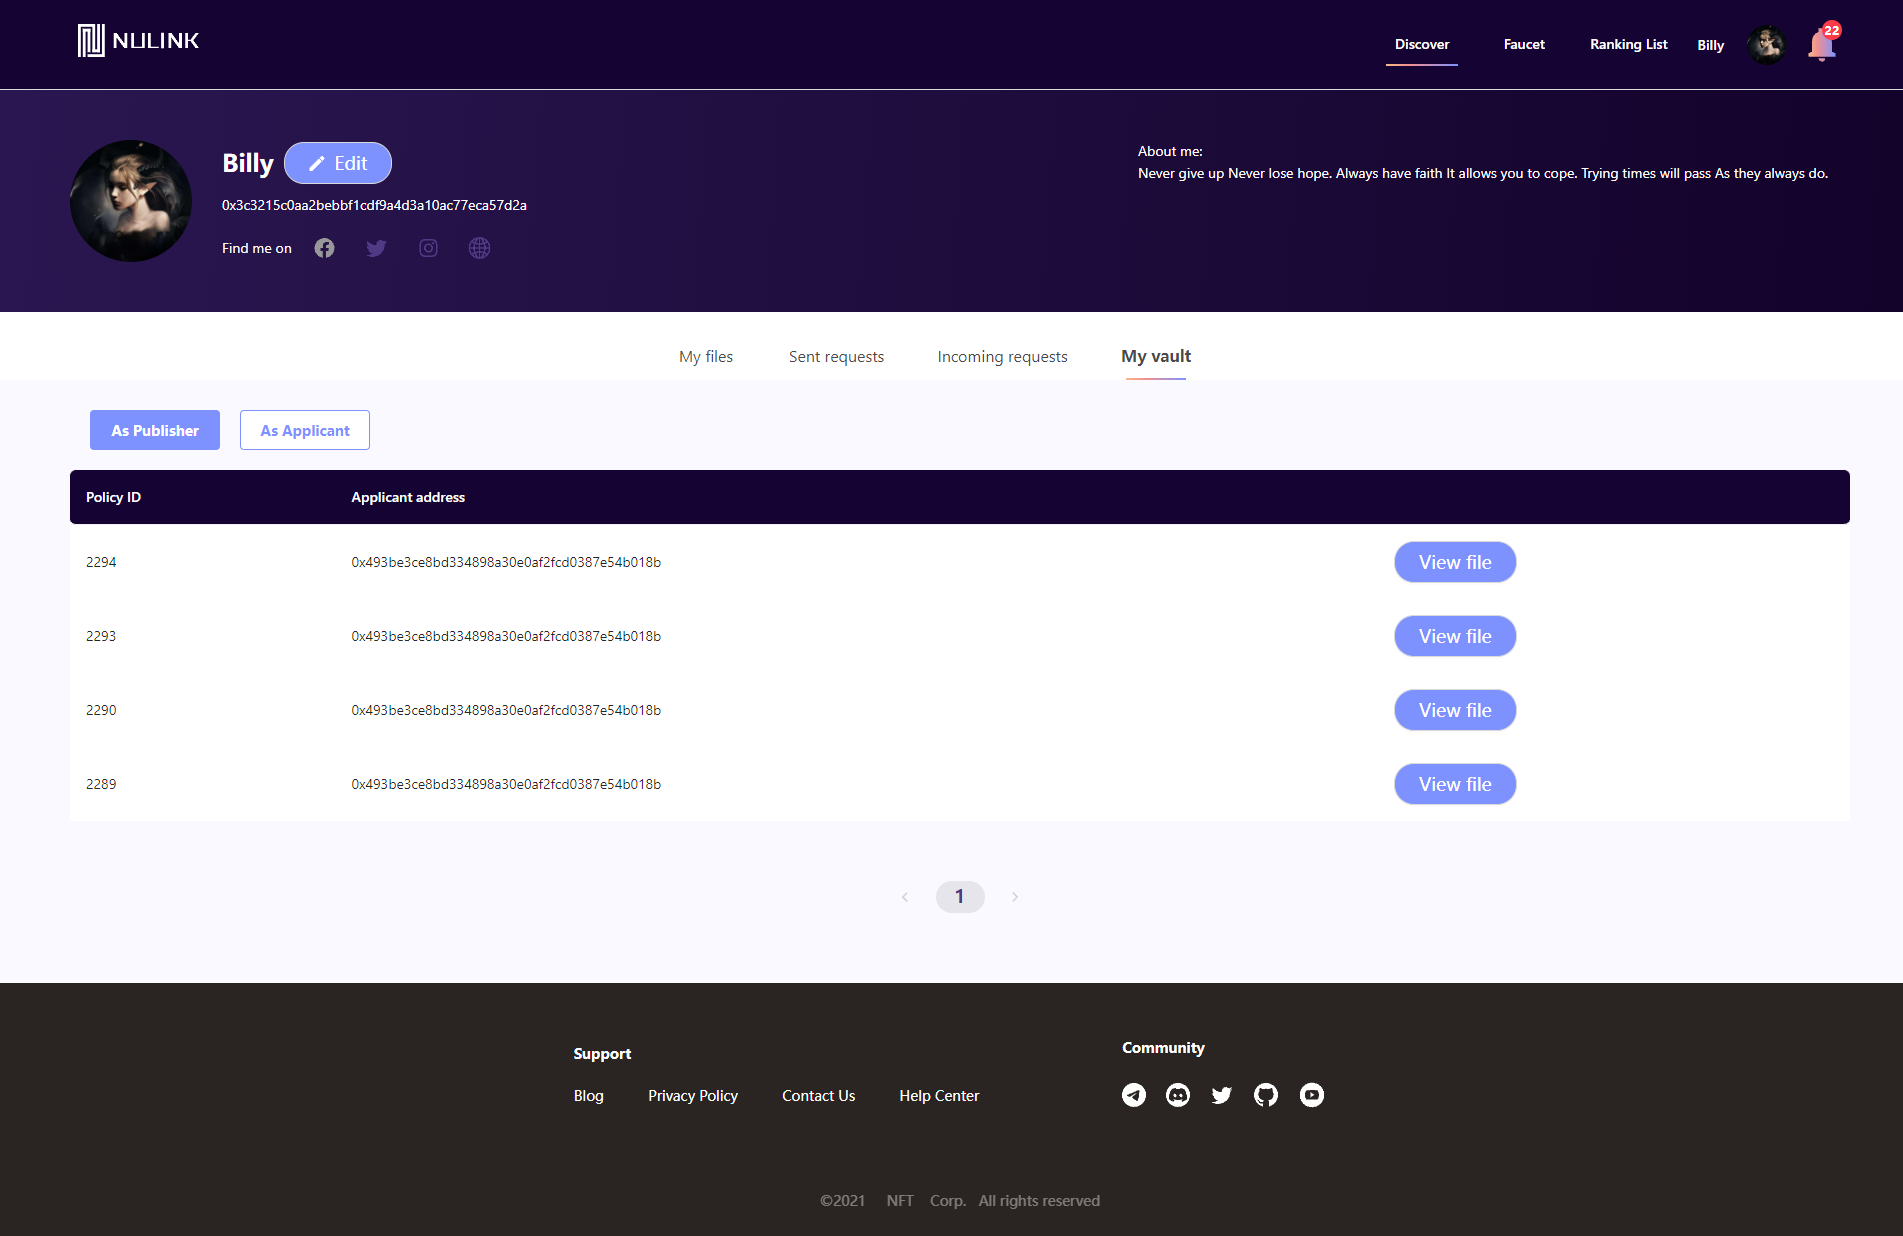 NULINK
Discover Faucet Ranking List Billy 22
Billy Edit
0x3c3215c0aa2bebbf1cdf9a4d3a10ac77eca57d2a
Find me on
About me:
Never give up Never lose hope. Always have faith It allows you to cope. Trying times will pass As they always do.
My files Sent requests Incoming requests My vault
As Publisher As Applicant
Policy ID Applicant address
2294 0x493be3ce8bd334898a30e0af2fcd0387e54b018b View file
2293 0x493be3ce8bd334898a30e0af2fcd0387e54b018b View file
2290 0x493be3ce8bd334898a30e0af2fcd0387e54b018b View file
2289 0x493be3ce8bd334898a30e0af2fcd0387e54b018b View file
1
Support
Blog Privacy Policy Contact Us Help Center
Community
©2021 NFT Corp. All rights reserved